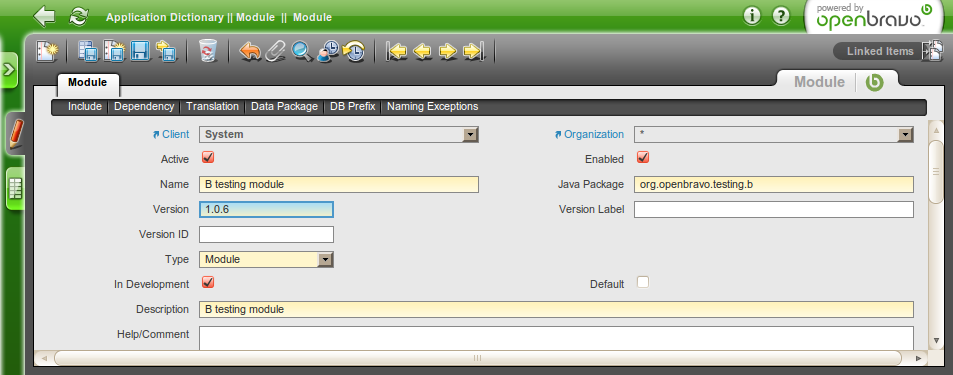 Application Dictionary || Module || Module
powered by
openbravo
Linked Items
Module
Module
Include Dependency Translation Data Package DB Prefix Naming Exceptions
Client System Organization *
Active Enabled
Name B testing module Java Package org.openbravo.testing.b
Version 1.0.6 Version Label
Version ID
Type Module
In Development Default
Description B testing module
Help/Comment